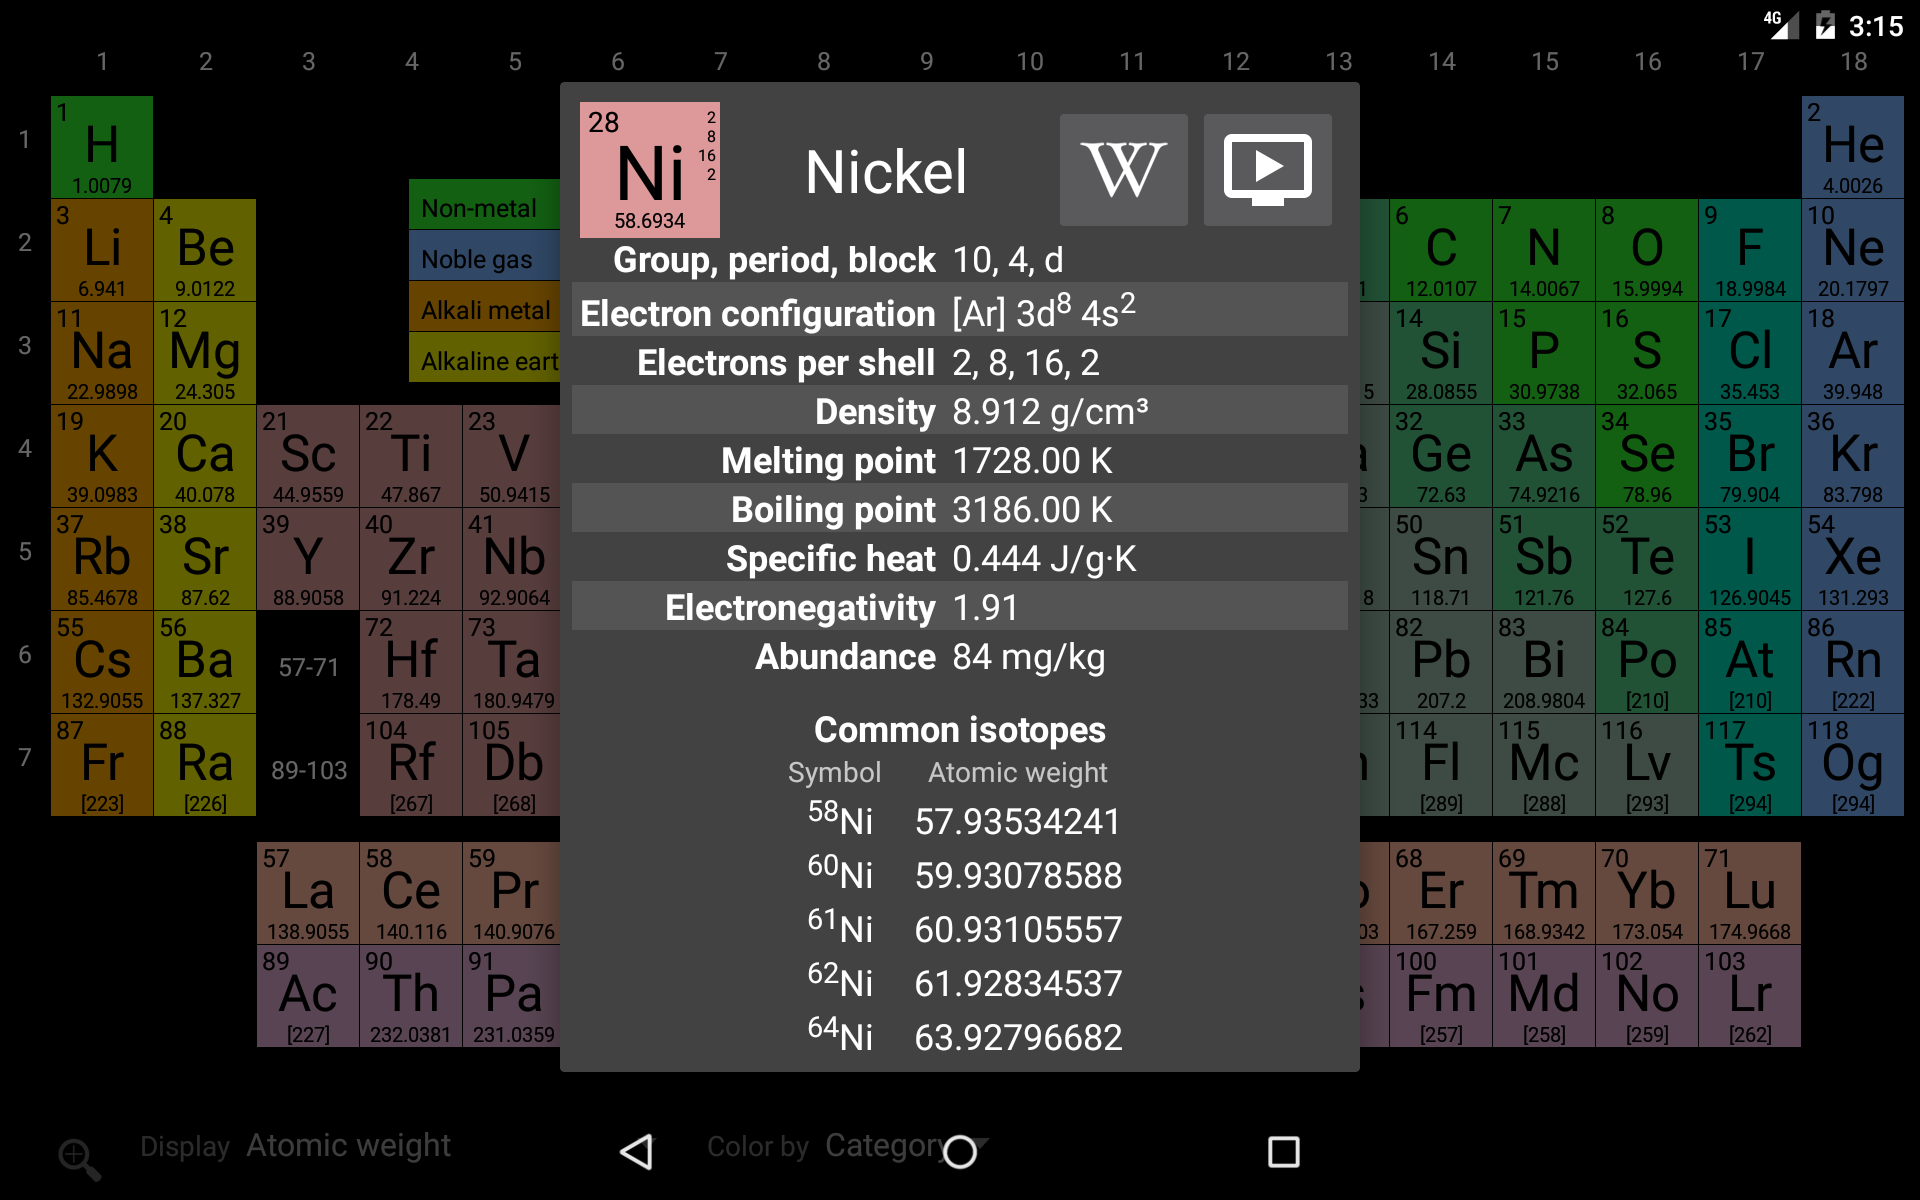 4G 3:15
1 2 3 4 5 6 7 8 9 10 11 12 13 14 15 16 17 18
1 2 3 4 5 6 7
1 H 1.0079
2 He 4.0026
3 Li 6.941
4 Be 9.0122
6 C 12.0107
7 N 14.0067
8 O 15.9994
9 F 18.9984
10 Ne 20.1797
11 Na 22.9898
12 Mg 24.305
14 Si 28.0855
15 P 30.9738
16 S 32.065
17 Cl 35.453
18 Ar 39.948
19 K 39.0983
20 Ca 40.078
21 Sc 44.9559
22 Ti 47.867
23 V 50.9415
32 Ge 72.63
33 As 74.9216
34 Se 78.96
35 Br 79.904
36 Kr 83.798
37 Rb 85.4678
38 Sr 87.62
39 Y 88.9058
40 Zr 91.224
41 Nb 92.9064
50 Sn 118.71
51 Sb 121.76
52 Te 127.6
53 I 126.9045
54 Xe 131.293
55 Cs 132.9055
56 Ba 137.327
57-71
72 Hf 178.49
73 Ta 180.9479
82 Pb 207.2
83 Bi 208.9804
84 Po [210]
85 At [210]
86 Rn [222]
87 Fr [223]
88 Ra [226]
89-103
104 Rf [267]
105 Db [268]
114 Fl [289]
115 Mc [288]
116 Lv [293]
117 Ts [294]
118 Og [294]
57 La 138.9055
58 Ce 140.116
59 Pr 140.9076
68 Er 167.259
69 Tm 168.9342
70 Yb 173.054
71 Lu 174.9668
89 Ac [227]
90 Th 232.0381
91 Pa 231.0359
100 Fm [257]
101 Md [258]
102 No [259]
103 Lr [262]
Non-metal
Noble gas
Alkali metal
Alkaline eart
28 Ni 58.6934 2 8 16 2
Nickel
W
Group, period, block 10, 4, d
Electron configuration [Ar] 3d⁸ 4s²
Electrons per shell 2, 8, 16, 2
Density 8.912 g/cm³
Melting point 1728.00 K
Boiling point 3186.00 K
Specific heat 0.444 J/g·K
Electronegativity 1.91
Abundance 84 mg/kg
Common isotopes
Symbol Atomic weight
⁵⁸Ni 57.93534241
⁶⁰Ni 59.93078588
⁶¹Ni 60.93105557
⁶²Ni 61.92834537
⁶⁴Ni 63.92796682
Display Atomic weight
Color by Category